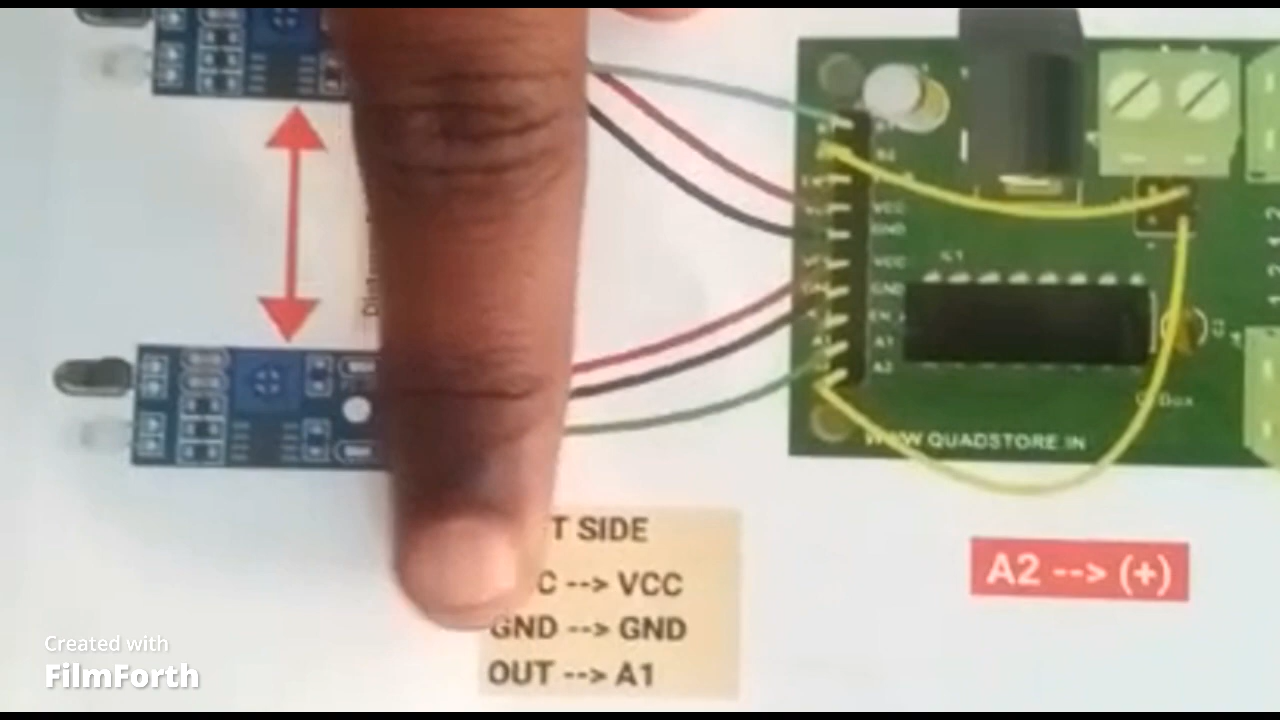 VCC
GND
VCC
GND
A1
A2
WWW.QUADSTORE.IN
T SIDE
C --> VCC
GND --> GND
OUT --> A1
A2 --> (+)
Created with
FilmForth